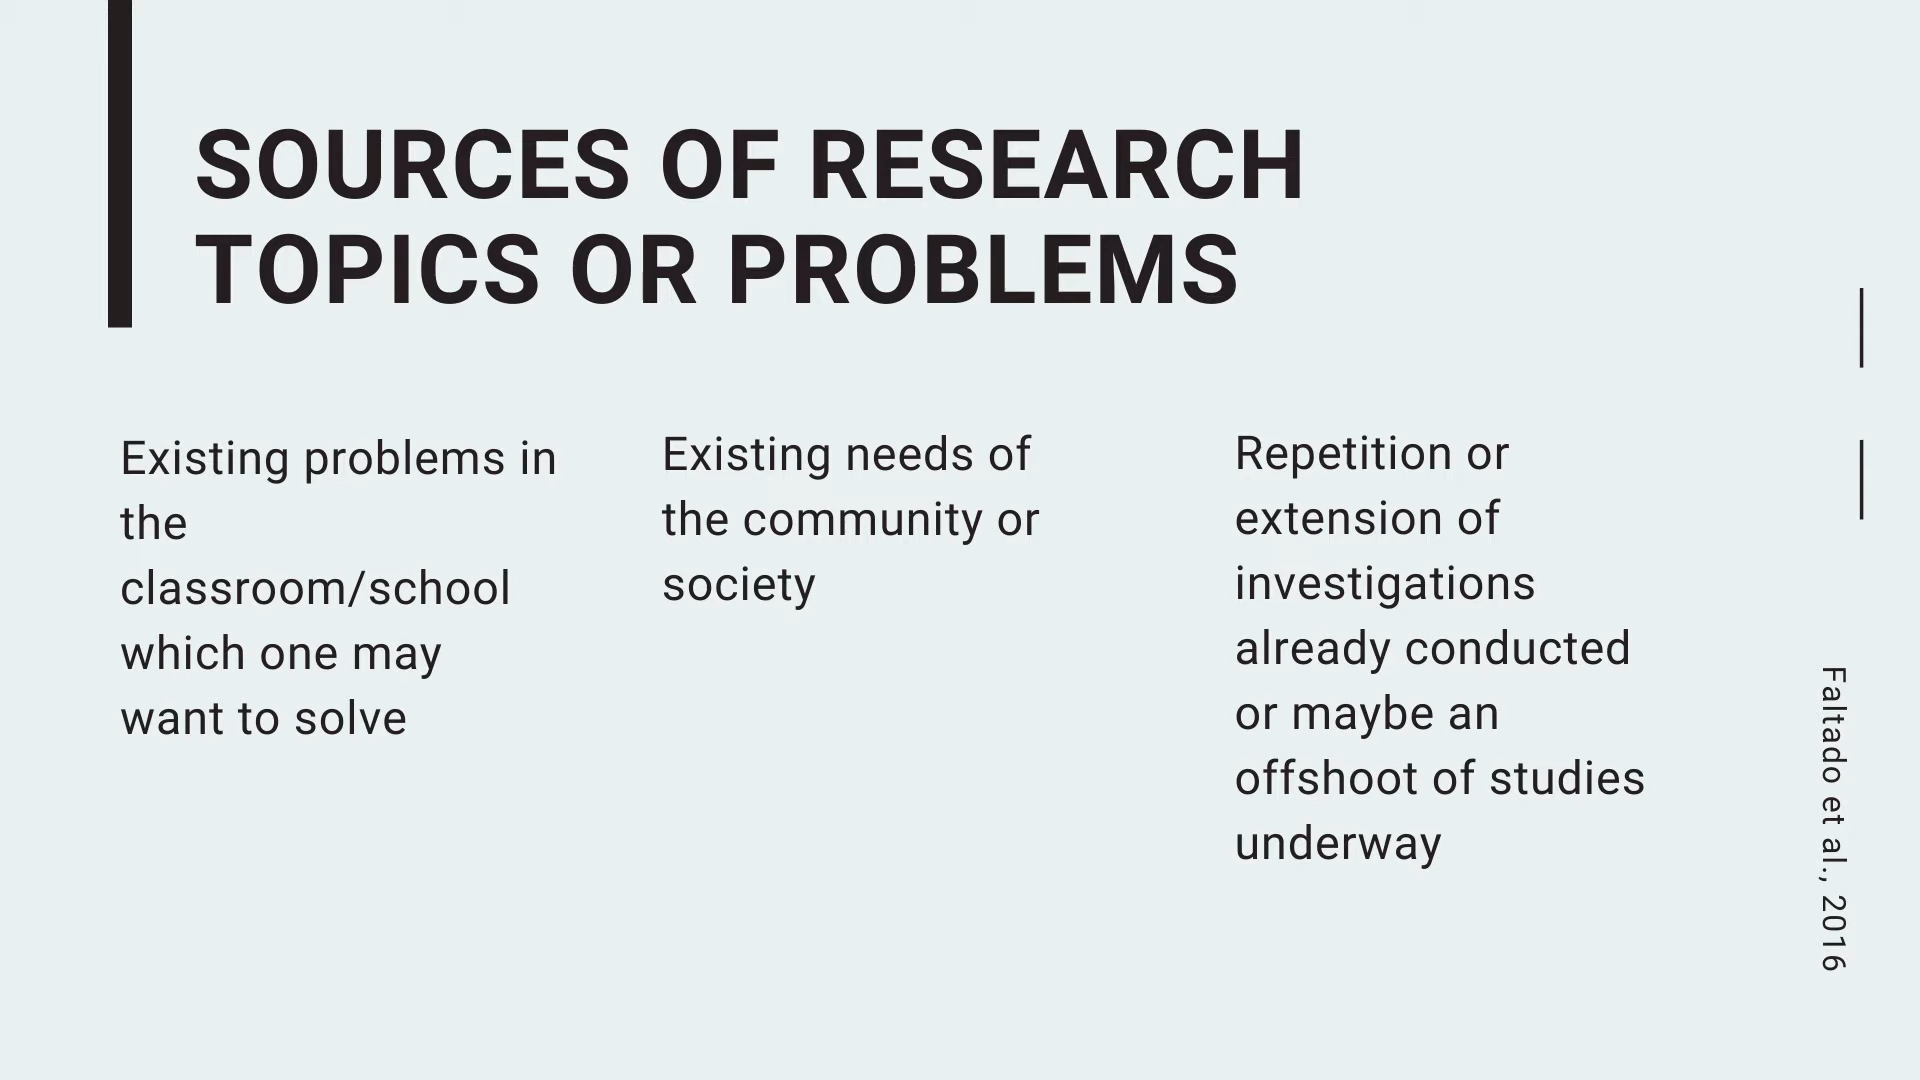 SOURCES OF RESEARCH
TOPICS OR PROBLEMS
Existing problems in
the
classroom/school
which one may
want to solve
Existing needs of
the community or
society
Repetition or
extension of
investigations
already conducted
or maybe an
offshoot of studies
underway
Faltado et al., 2016